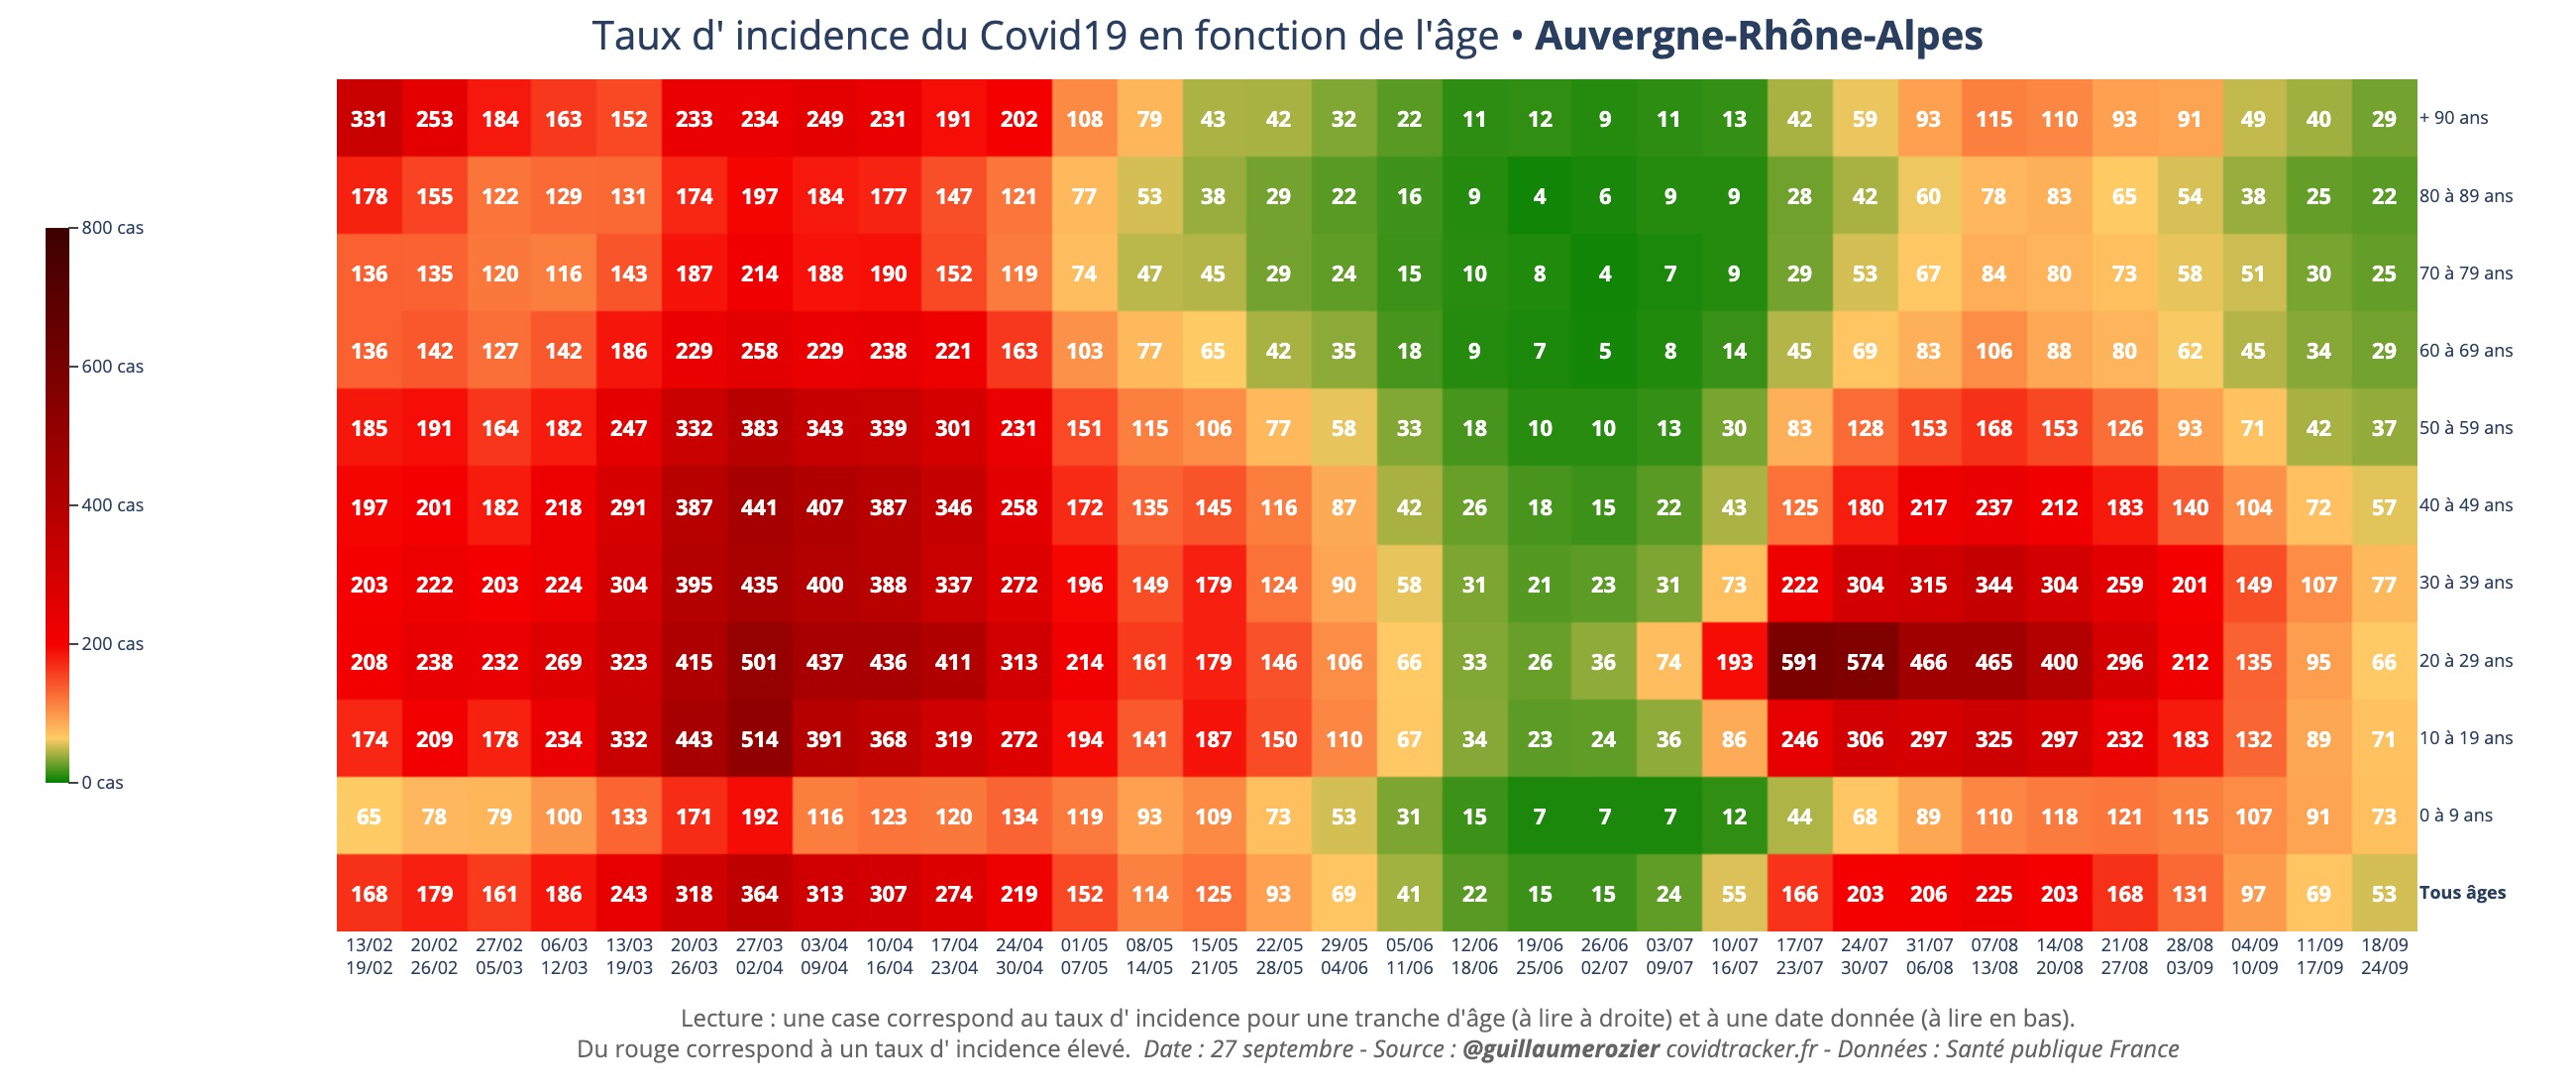 Taux d' incidence du Covid19 en fonction de l'âge • Auvergne-Rhône-Alpes
800 cas
600 cas
400 cas
200 cas
0 cas
331 253 184 163 152 233 234 249 231 191 202 108 79 43 42 32 22 11 12 9 11 13 42 59 93 115 110 93 91 49 40 29 + 90 ans
178 155 122 129 131 174 197 184 177 147 121 77 53 38 29 22 16 9 4 6 9 9 28 42 60 78 83 65 54 38 25 22 80 à 89 ans
136 135 120 116 143 187 214 188 190 152 119 74 47 45 29 24 15 10 8 4 7 9 29 53 67 84 80 73 58 51 30 25 70 à 79 ans
136 142 127 142 186 229 258 229 238 221 163 103 77 65 42 35 18 9 7 5 8 14 45 69 83 106 88 80 62 45 34 29 60 à 69 ans
185 191 164 182 247 332 383 343 339 301 231 151 115 106 77 58 33 18 10 10 13 30 83 128 153 168 153 126 93 71 42 37 50 à 59 ans
197 201 182 218 291 387 441 407 387 346 258 172 135 145 116 87 42 26 18 15 22 43 125 180 217 237 212 183 140 104 72 57 40 à 49 ans
203 222 203 224 304 395 435 400 388 337 272 196 149 179 124 90 58 31 21 23 31 73 222 304 315 344 304 259 201 149 107 77 30 à 39 ans
208 238 232 269 323 415 501 437 436 411 313 214 161 179 146 106 66 33 26 36 74 193 591 574 466 465 400 296 212 135 95 66 20 à 29 ans
174 209 178 234 332 443 514 391 368 319 272 194 141 187 150 110 67 34 23 24 36 86 246 306 297 325 297 232 183 132 89 71 10 à 19 ans
65 78 79 100 133 171 192 116 123 120 134 119 93 109 73 53 31 15 7 7 7 12 44 68 89 110 118 121 115 107 91 73 0 à 9 ans
168 179 161 186 243 318 364 313 307 274 219 152 114 125 93 69 41 22 15 15 24 55 166 203 206 225 203 168 131 97 69 53 Tous âges
13/02 20/02 27/02 06/03 13/03 20/03 27/03 03/04 10/04 17/04 24/04 01/05 08/05 15/05 22/05 29/05 05/06 12/06 19/06 26/06 03/07 10/07 17/07 24/07 31/07 07/08 14/08 21/08 28/08 04/09 11/09 18/09
19/02 26/02 05/03 12/03 19/03 26/03 02/04 09/04 16/04 23/04 30/04 07/05 14/05 21/05 28/05 04/06 11/06 18/06 25/06 02/07 09/07 16/07 23/07 30/07 06/08 13/08 20/08 27/08 03/09 10/09 17/09 24/09
Lecture : une case correspond au taux d' incidence pour une tranche d'âge (à lire à droite) et à une date donnée (à lire en bas).
Du rouge correspond à un taux d' incidence élevé. Date : 27 septembre - Source : @guillaumerozier covidtracker.fr - Données : Santé publique France